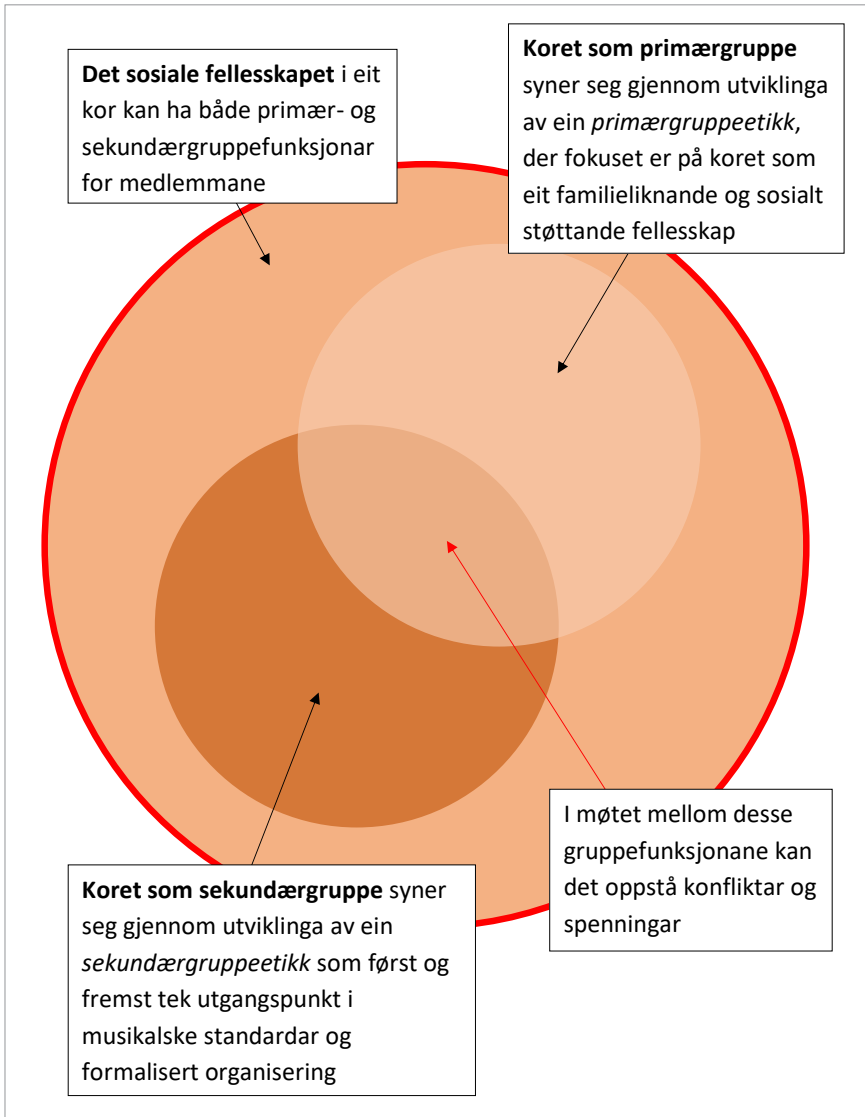 Det sosiale fellesskapet i eit
kor kan ha både primær- og
sekundærgruppefunksjonar
for medlemmane
Koret som primærgruppe
syner seg gjennom utviklinga
av ein primærgruppeetikk,
der fokuset er på koret som
eit familieliknande og sosialt
støttande fellesskap
I møtet mellom desse
gruppefunksjonane kan
det oppstå konfliktar og
spenningar
Koret som sekundærgruppe syner
seg gjennom utviklinga av ein
sekundærgruppeetikk som først og
fremst tek utgangspunkt i
musikalske standardar og
formalisert organisering